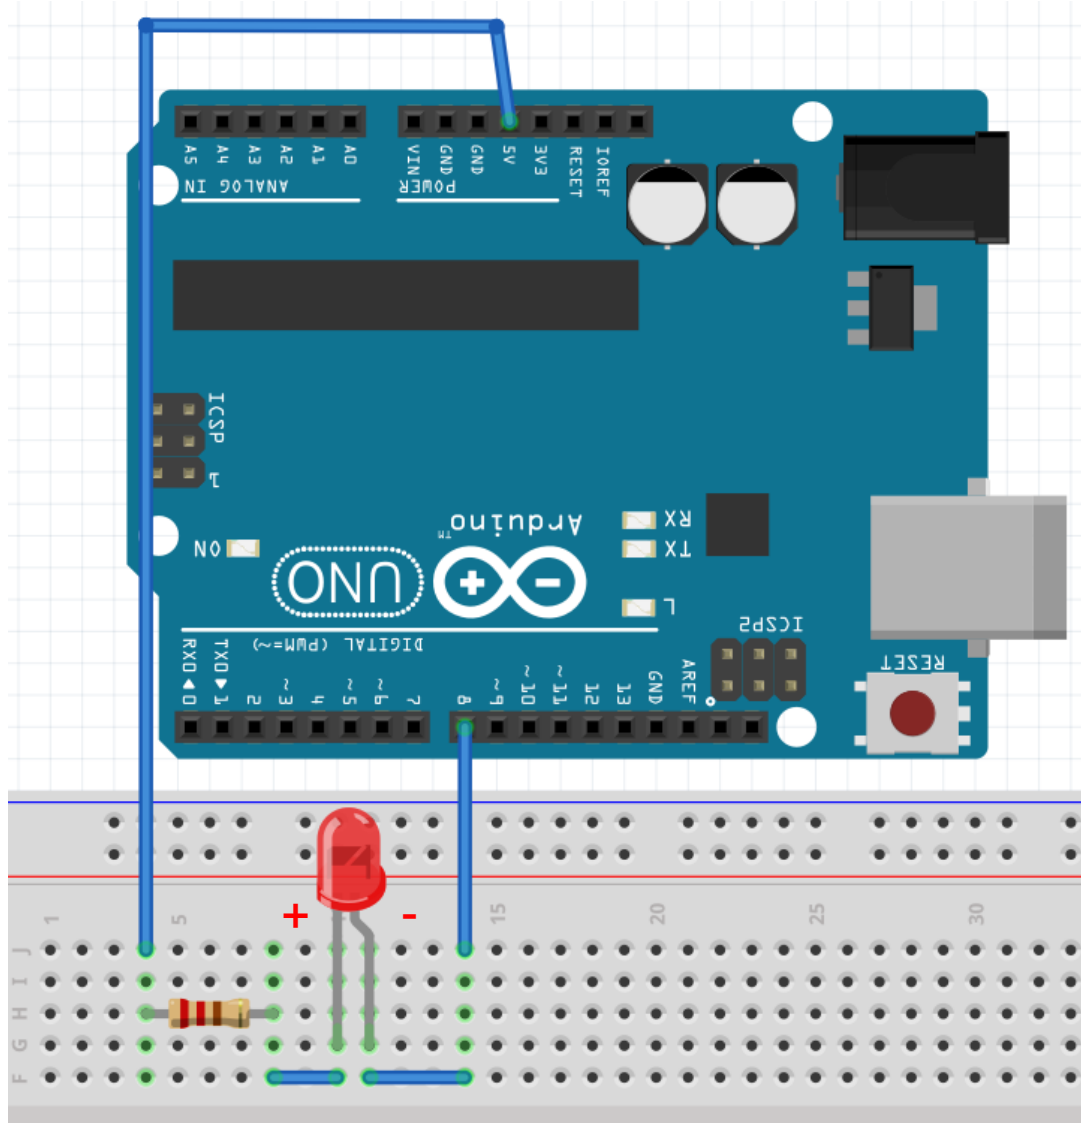 A5 A4 A3 A2 A1 A0
VIN GND GND 5V 3V3 RESET IOREF
ANALOG IN
POWER
ICSP
1
ON
UNO
Arduino
TM
RX
TX
L
ICSP2
RESET
DIGITAL (PWM=~)
RX0◀0 TX0▶1 2 ~3 4 ~5 ~6 7 8 ~9 ~10 ~11 12 13 GND AREF
+ -
1 5 15 20 25 30
J
I
H
G
F